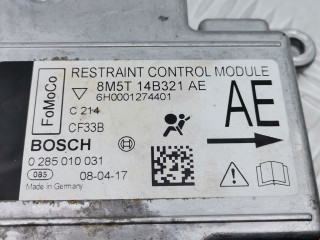 FoMoCo
RESTRAINT CONTROL MODULE
8M5T 14B321 AE
6H0001274401
C 214
CF33B
AE
BOSCH
0 285 010 031
085 08-04-17
Made in Germany